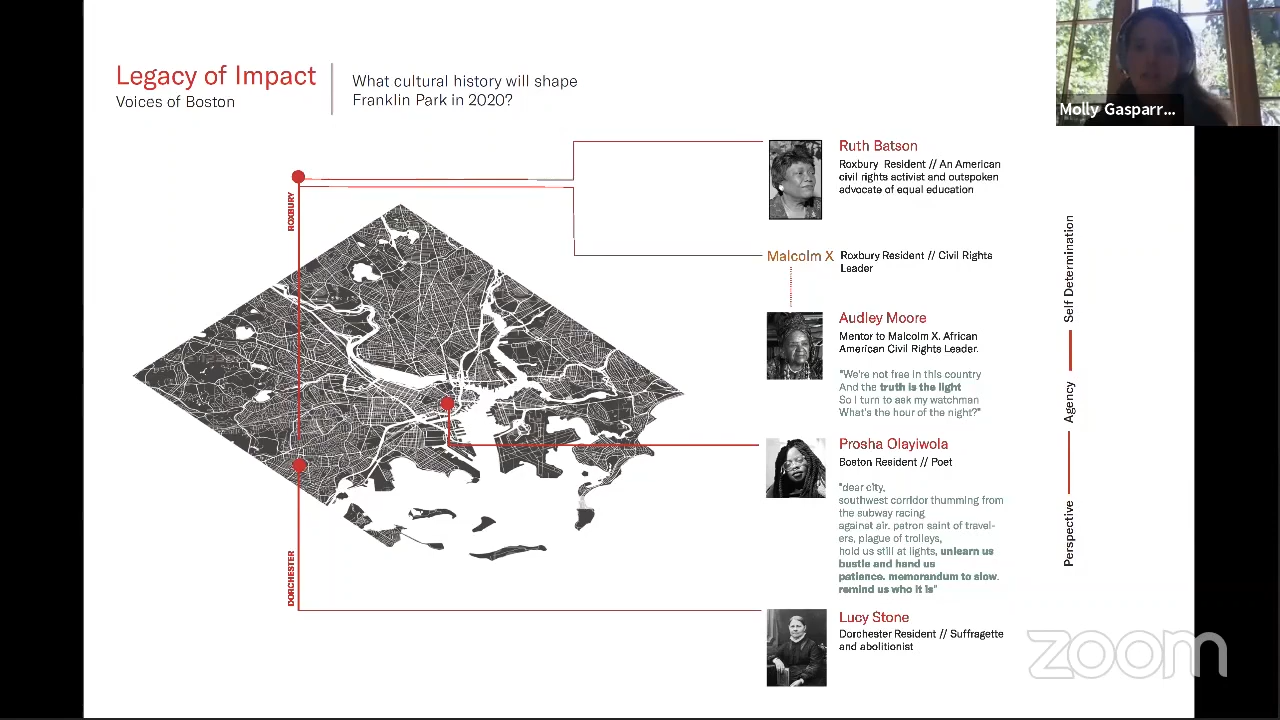 Legacy of Impact
Voices of Boston
What cultural history will shape
Franklin Park in 2020?
Molly Gasparr...
ROXBURY
DORCHESTER
Ruth Batson
Roxbury Resident // An American
civil rights activist and outspoken
advocate of equal education
Malcolm X
Roxbury Resident // Civil Rights
Leader
Audley Moore
Mentor to Malcolm X. African
American Civil Rights Leader.
"We're not free in this country
And the truth is the light
So I turn to ask my watchman
What's the hour of the night?"
Prosha Olayiwola
Boston Resident // Poet
"dear city,
southwest corridor thumming from
the subway racing
against air. patron saint of travel-
ers, plague of trolleys,
hold us still at lights, unlearn us
bustle and hand us
patience. memorandum to slow.
remind us who it is"
Lucy Stone
Dorchester Resident // Suffragette
and abolitionist
Self Determination
Agency
Perspective
zoom